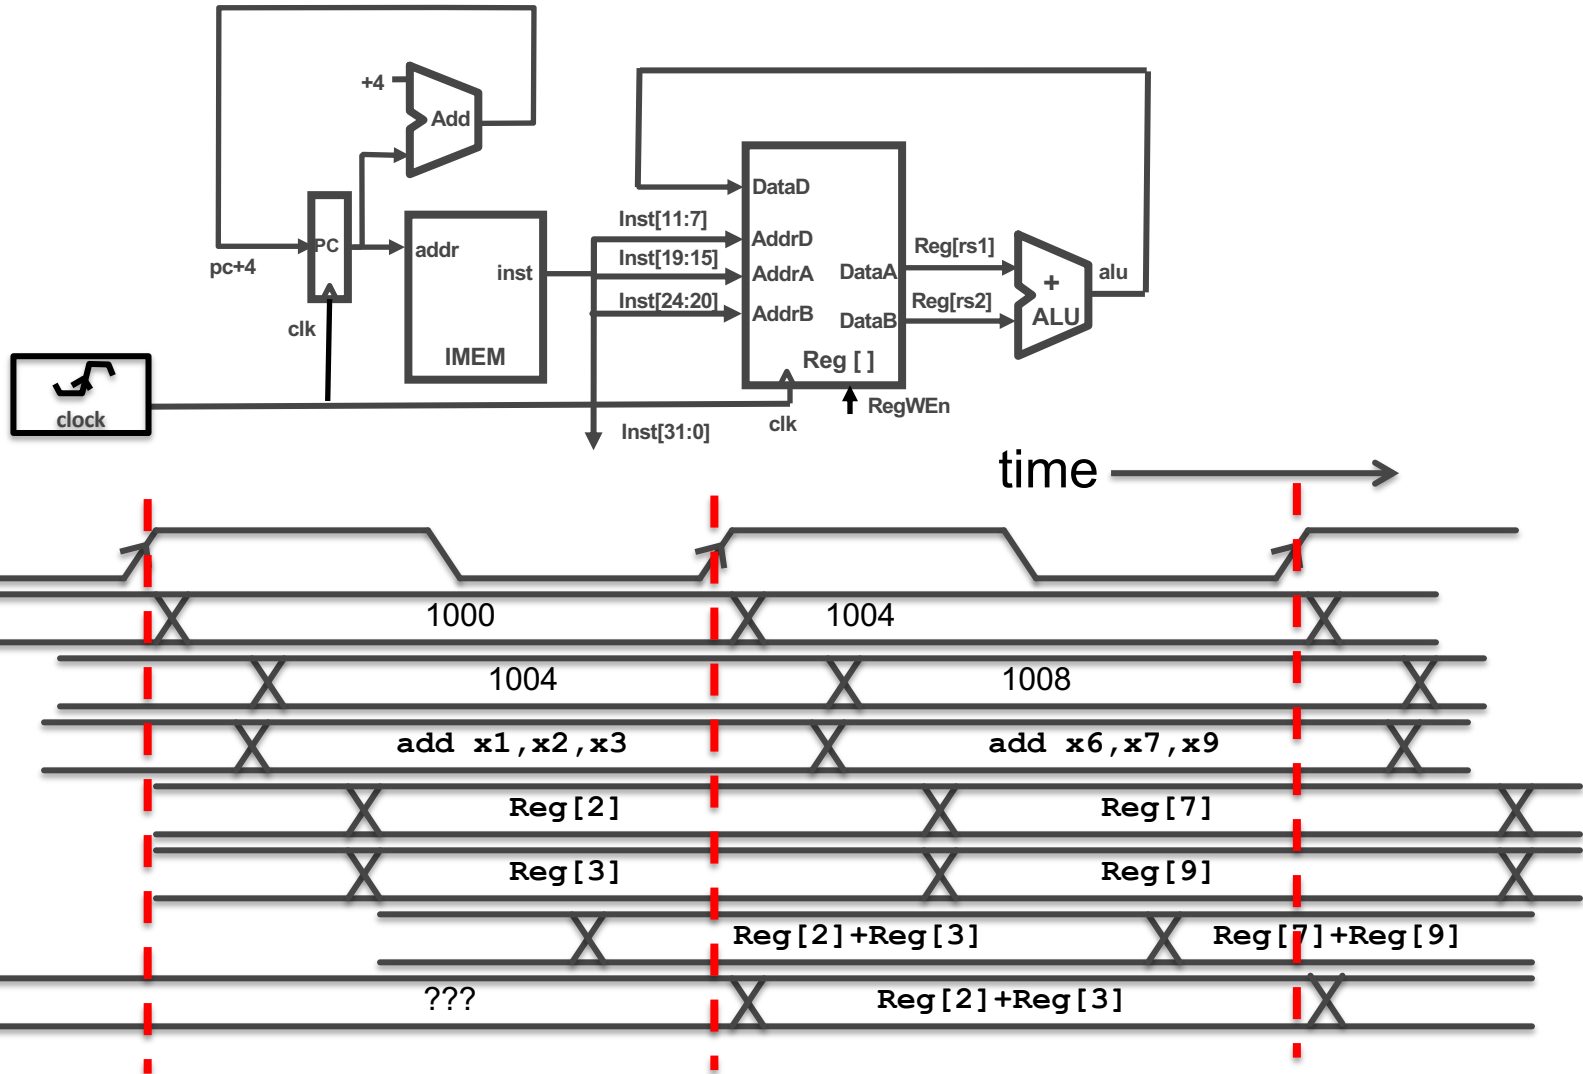 +4
Add
PC
pc+4
clk
addr
inst
IMEM
clock
Inst[11:7]
Inst[19:15]
Inst[24:20]
Inst[31:0]
DataD
AddrD
AddrA
AddrB
DataA
DataB
Reg [ ]
clk
RegWEn
Reg[rs1]
Reg[rs2]
+
ALU
alu
time
1000 1004
1004 1008
add x1,x2,x3 add x6,x7,x9
Reg[2] Reg[7]
Reg[3] Reg[9]
Reg[2]+Reg[3] Reg[7]+Reg[9]
??? Reg[2]+Reg[3]